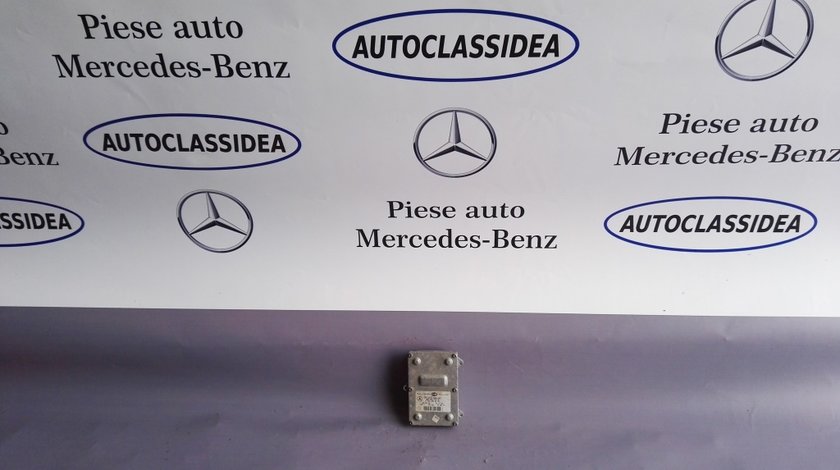 Piese auto
Mercedes-Benz
AUTOCLASSIDEA
AUTOCLASSIDEA
Piese auto
Mercedes-Benz
Benz
SSIDEA
Piese auto
Mercedes-Benz
AUTOCLASSIDEA